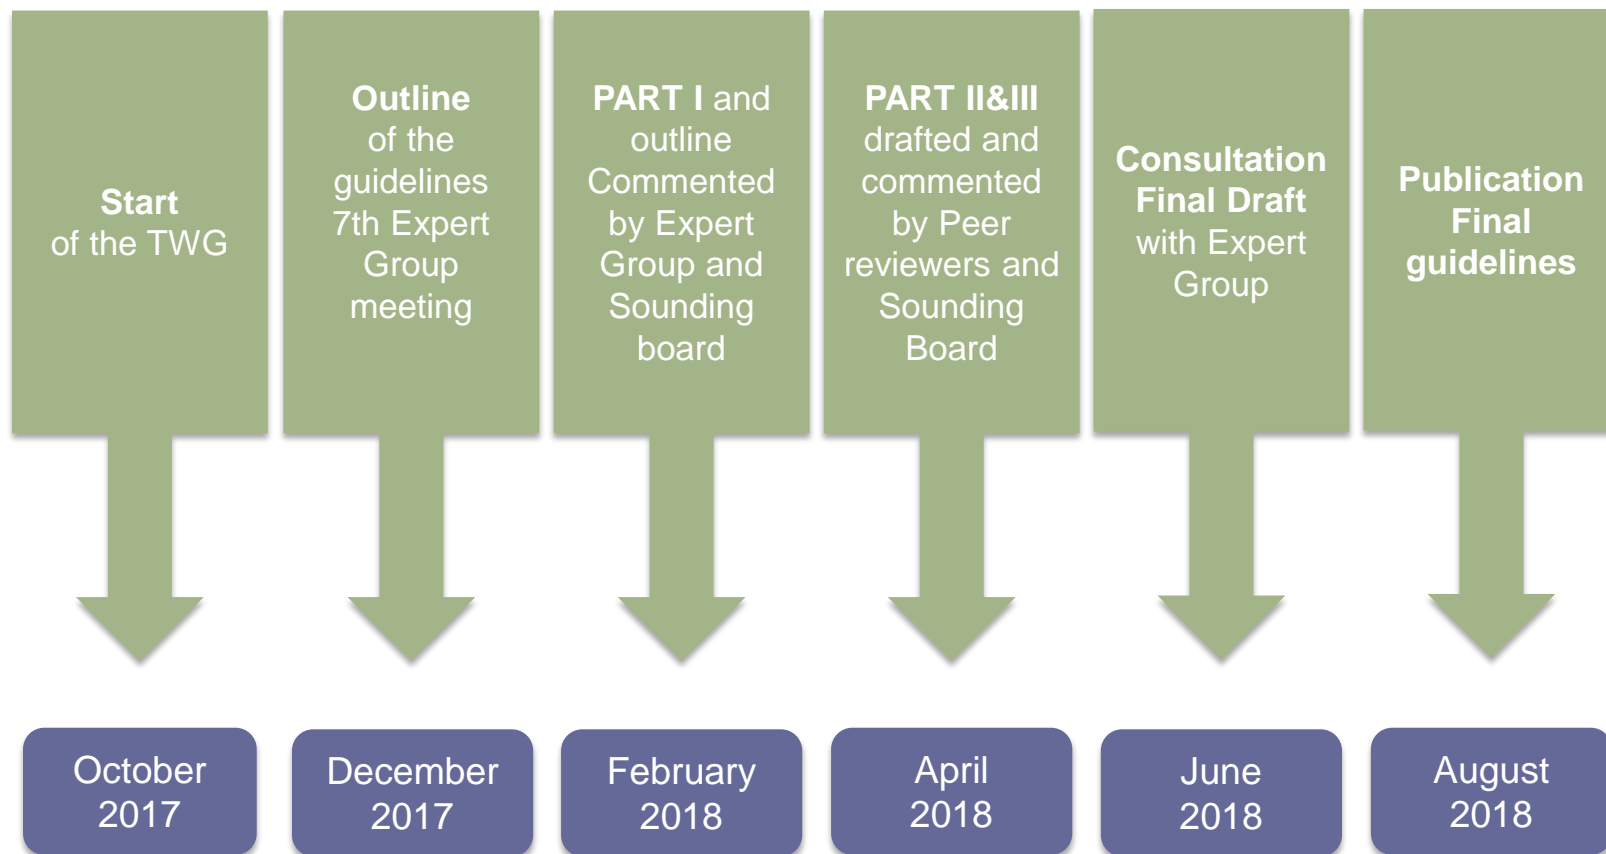 Start
of the TWG
Outline
of the
guidelines
7th Expert
Group
meeting
PART I and
outline
Commented
by Expert
Group and
Sounding
board
PART II&III
drafted and
commented
by Peer
reviewers and
Sounding
Board
Consultation
Final Draft
with Expert
Group
Publication
Final
guidelines
October
2017
December
2017
February
2018
April
2018
June
2018
August
2018